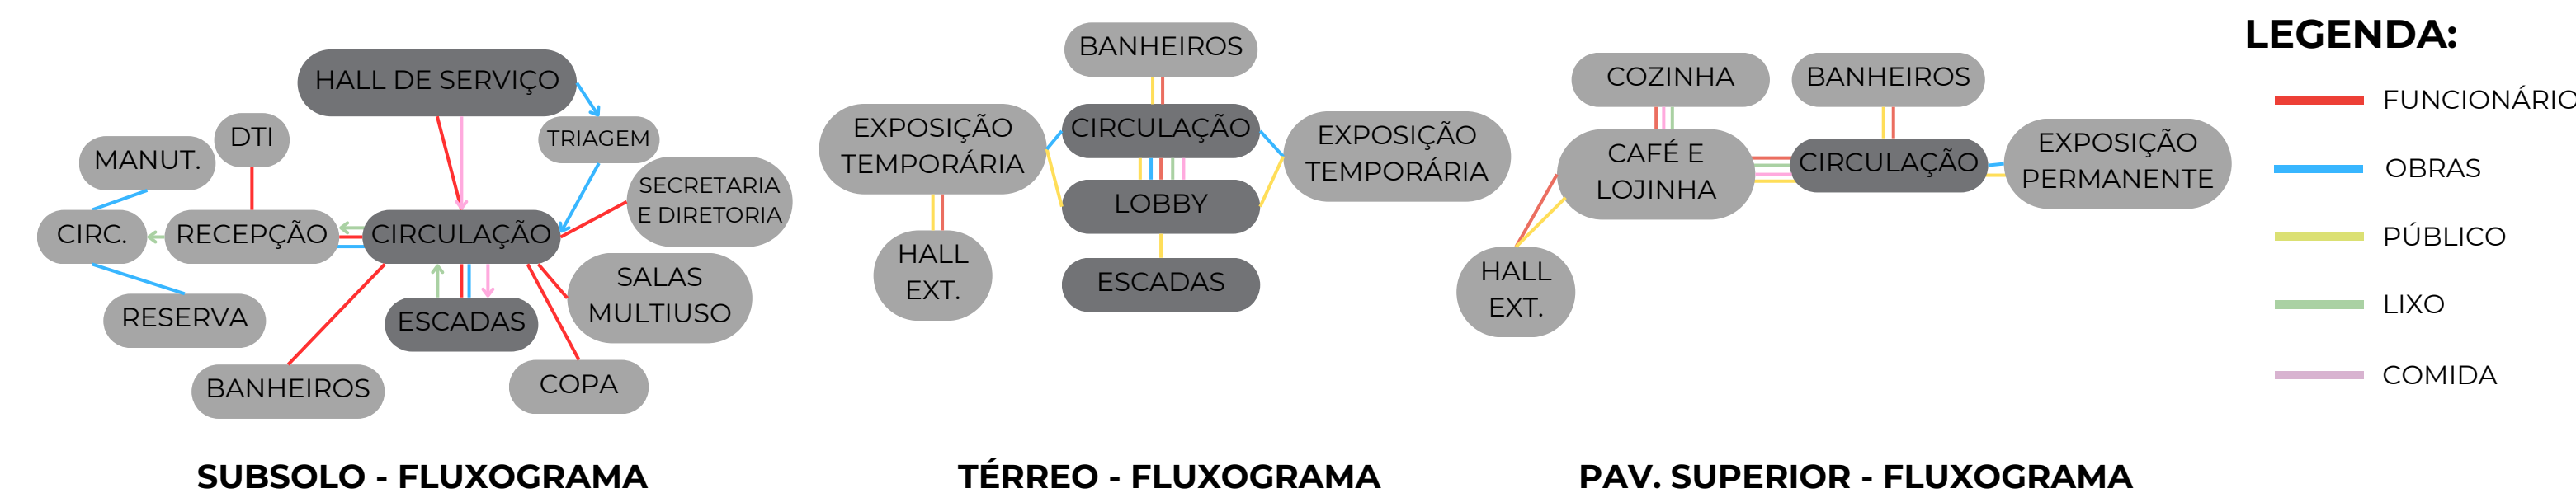 HALL DE SERVIÇO
DTI
MANUT.
TRIAGEM
SECRETARIA
E DIRETORIA
CIRC.
RECEPÇÃO
CIRCULAÇÃO
RESERVA
ESCADAS
SALAS
MULTIUSO
BANHEIROS
COPA
SUBSOLO - FLUXOGRAMA
BANHEIROS
EXPOSIÇÃO
TEMPORÁRIA
CIRCULAÇÃO
EXPOSIÇÃO
TEMPORÁRIA
LOBBY
HALL
EXT.
ESCADAS
TÉRREO - FLUXOGRAMA
COZINHA
BANHEIROS
CAFÉ E
LOJINHA
CIRCULAÇÃO
EXPOSIÇÃO
PERMANENTE
HALL
EXT.
PAV. SUPERIOR - FLUXOGRAMA
LEGENDA:
FUNCIONÁRIO
OBRAS
PÚBLICO
LIXO
COMIDA